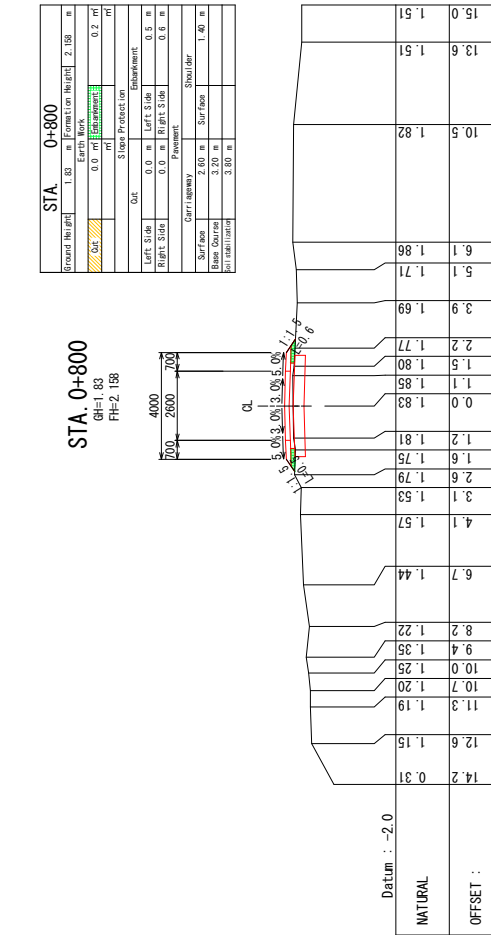 STA. 0+800
Ground Height 1.83 m Formation Height 2.158 m
Earth Work
Cut 0.0 ㎡ Embankment 0.2 ㎡
㎡ ㎡
Slope Protection
Cut Embankment
Left Side 0.0 m Left Side 0.5 m
Right Side 0.0 m Right Side 0.6 m
Pavement
Carriageway Shoulder
Surface 2.60 m Surface 1.40 m
Base Course 3.20 m
Soil stabilization 3.80 m
STA. 0+800
GH=1.83
FH=2.158
4000
700 2600 700
CL
5.0% 3.0% 3.0% 5.0%
1:1.5 1:1.5
L=0.6
Datum : -2.0
NATURAL 0.31 1.15 1.19 1.20 1.25 1.35 1.22 1.44 1.57 1.53 1.79 1.75 1.81 1.83 1.85 1.80 1.77 1.69 1.71 1.86 1.82 1.51 1.51
OFFSET : 14.2 12.6 11.3 10.7 10.0 9.4 8.2 6.7 4.1 3.1 2.6 1.6 1.2 0.0 1.1 1.5 2.2 3.9 5.1 6.1 10.5 13.6 15.0